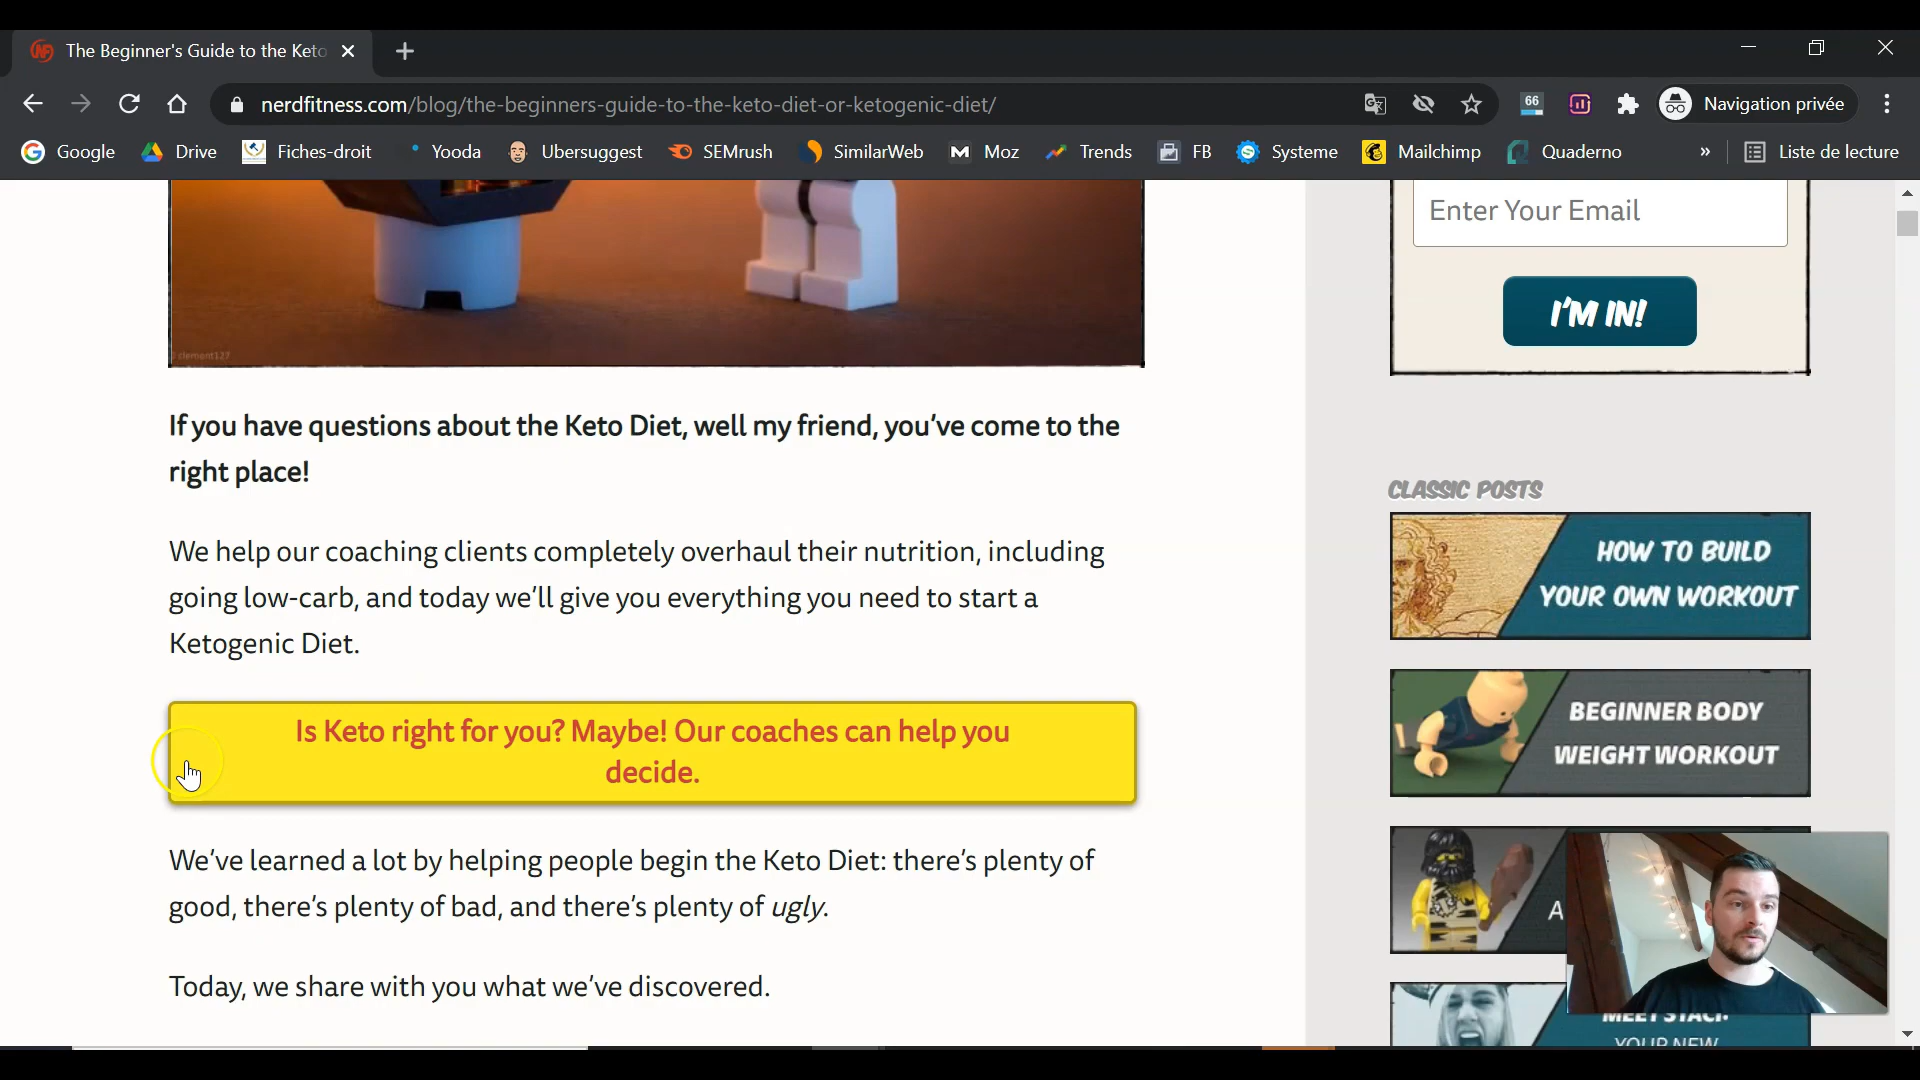 The Beginner's Guide to the Keto
nerdfitness.com/blog/the-beginners-guide-to-the-keto-diet-or-ketogenic-diet/
66
Navigation privée
Google
Drive
Fiches-droit
Yooda
Ubersuggest
SEMrush
SimilarWeb
Moz
Trends
FB
Systeme
Mailchimp
Quaderno
»
Liste de lecture
clement127
If you have questions about the Keto Diet, well my friend, you've come to the
right place!
We help our coaching clients completely overhaul their nutrition, including
going low-carb, and today we'll give you everything you need to start a
Ketogenic Diet.
Is Keto right for you? Maybe! Our coaches can help you
decide.
We've learned a lot by helping people begin the Keto Diet: there's plenty of
good, there's plenty of bad, and there's plenty of ugly.
Today, we share with you what we've discovered.
Enter Your Email
I'M IN!
CLASSIC POSTS
HOW TO BUILD
YOUR OWN WORKOUT
BEGINNER BODY
WEIGHT WORKOUT
A
MEET STACI:
YOUR NEW